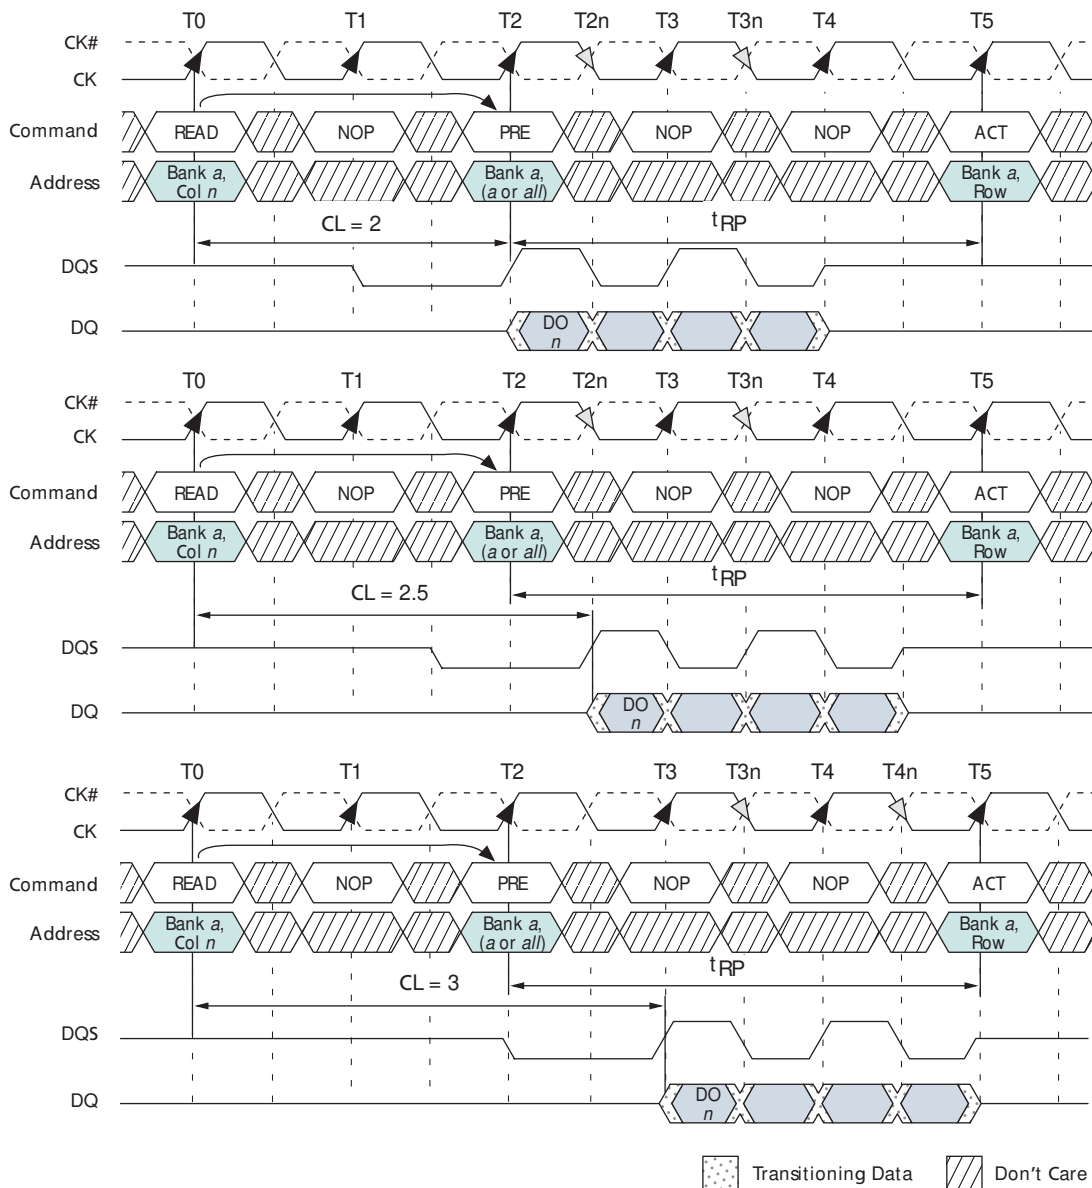 T0 T1 T2 T2n T3 T3n T4 T5
CK#
CK
Command READ NOP PRE NOP NOP ACT
Address Bank a, Col n Bank a, (a or all) Bank a, Row
CL = 2 tRP
DQS
DQ DO n
T0 T1 T2 T2n T3 T3n T4 T5
CK#
CK
Command READ NOP PRE NOP NOP ACT
Address Bank a, Col n Bank a, (a or all) Bank a, Row
CL = 2.5 tRP
DQS
DQ DO n
T0 T1 T2 T3 T3n T4 T4n T5
CK#
CK
Command READ NOP PRE NOP NOP ACT
Address Bank a, Col n Bank a, (a or all) Bank a, Row
CL = 3 tRP
DQS
DQ DO n
Transitioning Data Don't Care